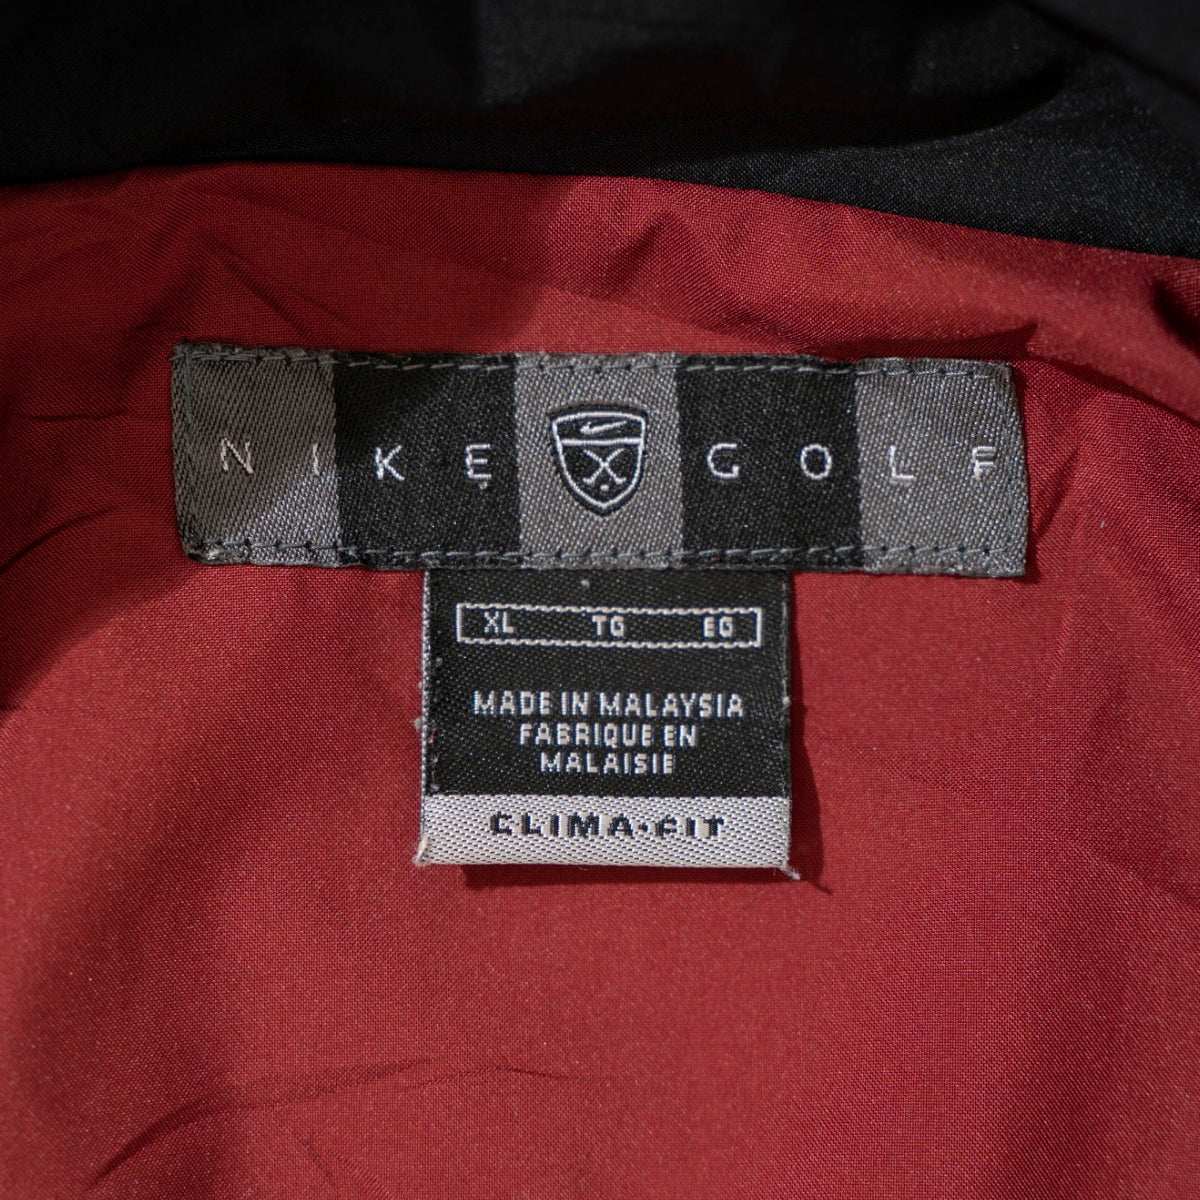 NIKE GOLF
XL TG EG
MADE IN MALAYSIA
FABRIQUE EN
MALAISIE
CLIMA·FIT